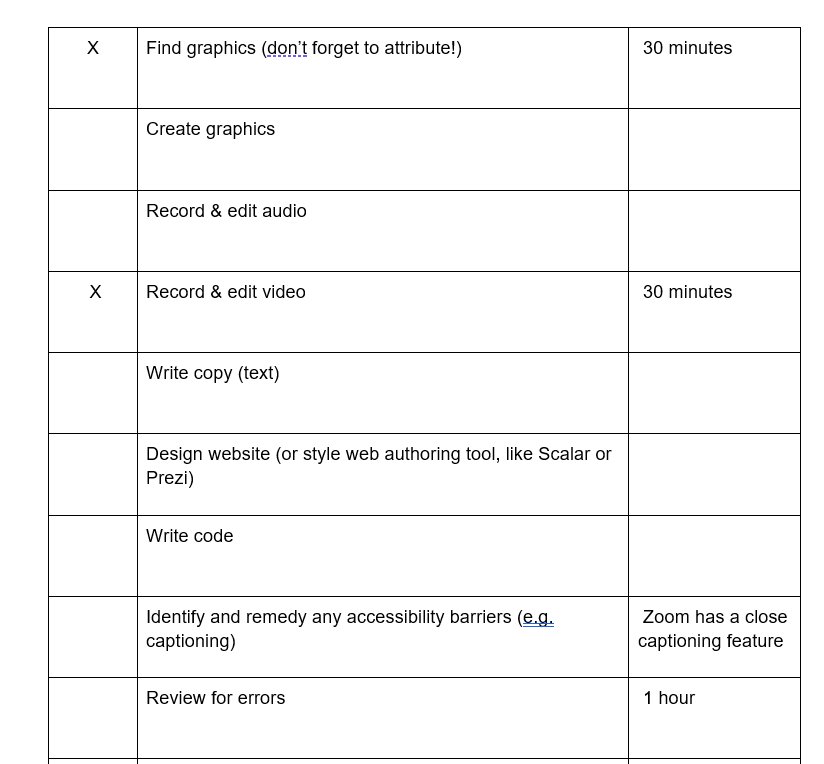 X Find graphics (don’t forget to attribute!) 30 minutes
Create graphics
Record & edit audio
X Record & edit video 30 minutes
Write copy (text)
Design website (or style web authoring tool, like Scalar or
Prezi)
Write code
Identify and remedy any accessibility barriers (e.g.
captioning)
Zoom has a close
captioning feature
Review for errors 1 hour